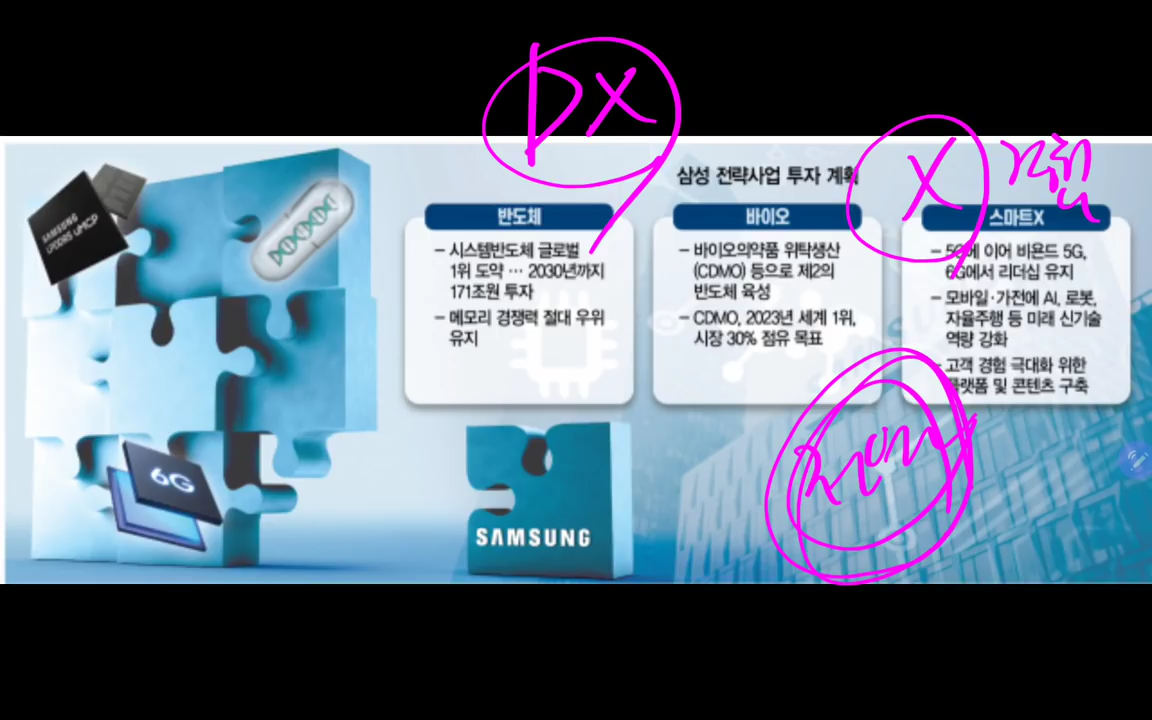 DX
X 경험
삼성 전략사업 투자 계획
반도체
– 시스템반도체 글로벌
1위 도약 … 2030년까지
171조원 투자
– 메모리 경쟁력 절대 우위
유지
바이오
– 바이오의약품 위탁생산
(CDMO) 등으로 제2의
반도체 육성
– CDMO, 2023년 세계 1위,
시장 30% 점유 목표
스마트X
– 5G에 이어 비욘드 5G,
6G에서 리더십 유지
– 모바일·가전에 AI, 로봇,
자율주행 등 미래 신기술
역량 강화
– 고객 경험 극대화 위한
플랫폼 및 콘텐츠 구축
SAMSUNG
LPDDR5 UMCP
6G
SAMSUNG